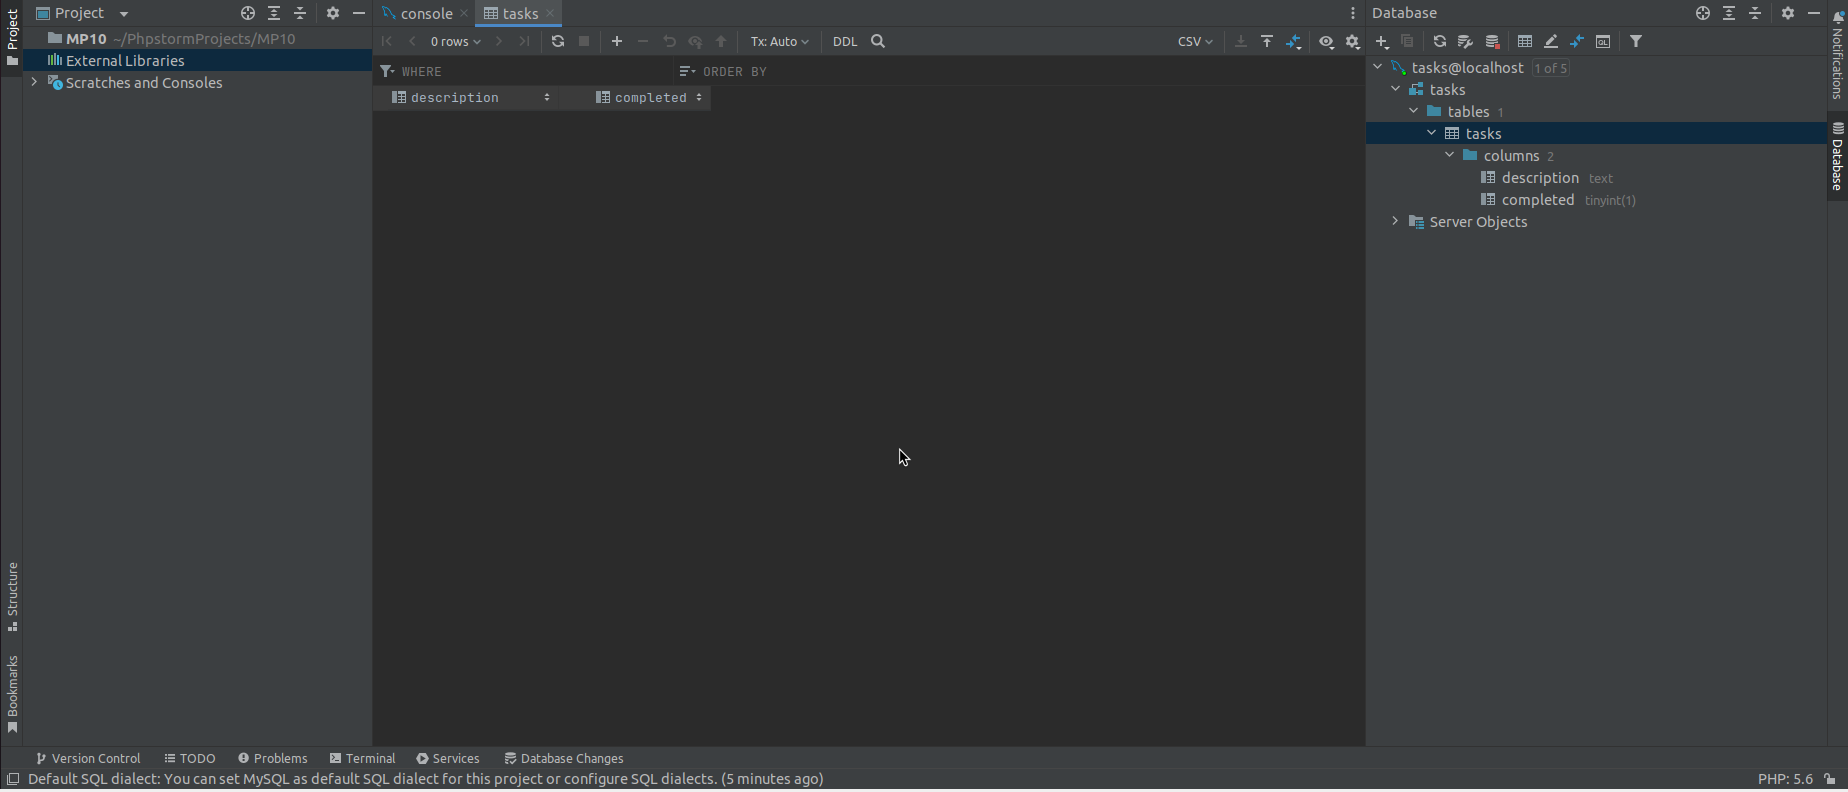 Project
Project
MP10 ~/PhpstormProjects/MP10
External Libraries
Scratches and Consoles
Structure
Bookmarks
console
tasks
0 rows
Tx: Auto
DDL
CSV
WHERE
ORDER BY
description
completed
Database
tasks@localhost 1 of 5
tasks
tables 1
tasks
columns 2
description text
completed tinyint(1)
Server Objects
Notifications
Database
Version Control
TODO
Problems
Terminal
Services
Database Changes
Default SQL dialect: You can set MySQL as default SQL dialect for this project or configure SQL dialects. (5 minutes ago)
PHP: 5.6